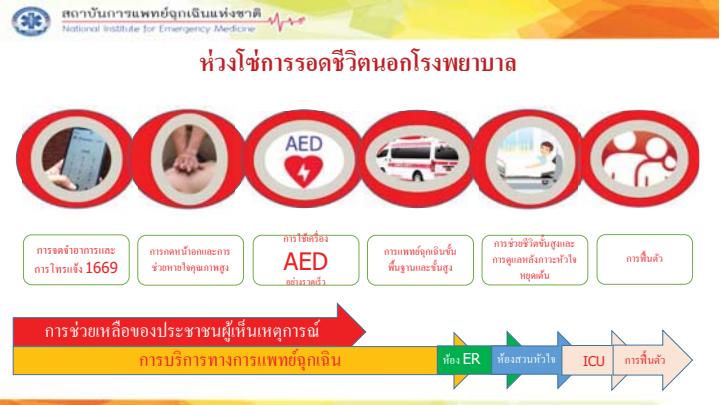 สถาบันการแพทย์ฉุกเฉินแห่งชาติ
National Institute for Emergency Medicine
ห่วงโซ่การรอดชีวิตนอกโรงพยาบาล
AED
การจดจำอาการและ
การโทรแจ้ง 1669
การกดหน้าอกและการ
ช่วยหายใจคุณภาพสูง
การใช้เครื่อง
AED
อย่างรวดเร็ว
การแพทย์ฉุกเฉินขั้น
พื้นฐานและขั้นสูง
การช่วยชีวิตขั้นสูงและ
การดูแลหลังภาวะหัวใจ
หยุดเต้น
การฟื้นตัว
การช่วยเหลือของประชาชนผู้เห็นเหตุการณ์
การบริการทางการแพทย์ฉุกเฉิน
ห้อง ER
ห้องสวนหัวใจ
ICU
การฟื้นตัว